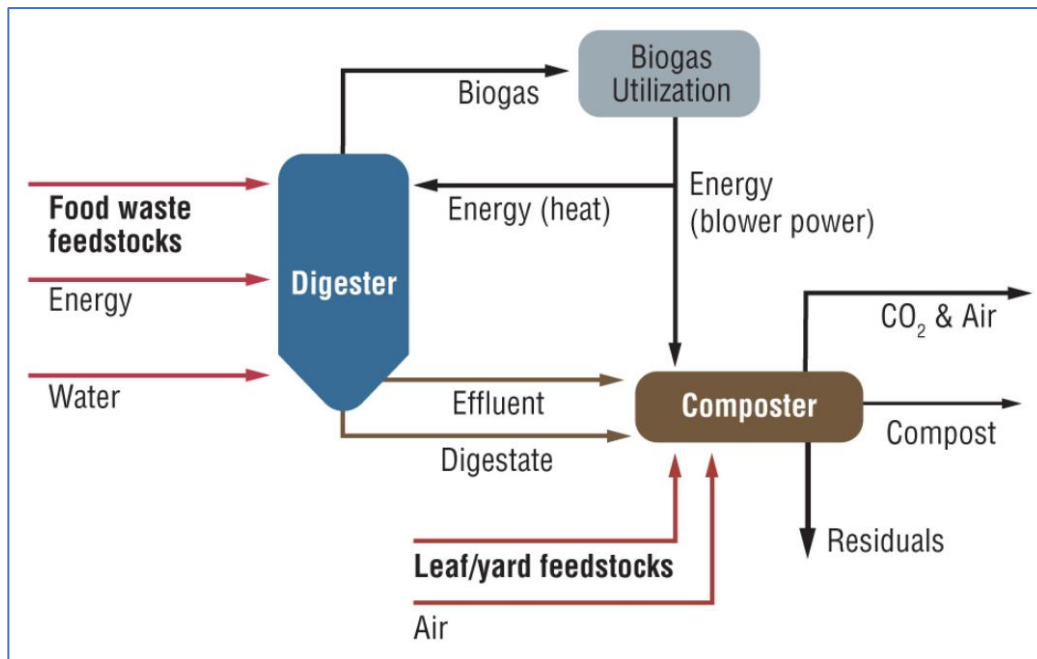 Biogas
Utilization
Biogas
Food waste
feedstocks
Energy (heat)
Energy
(blower power)
Digester
Energy
CO₂ & Air
Water
Effluent
Composter
Compost
Digestate
Leaf/yard feedstocks
Residuals
Air